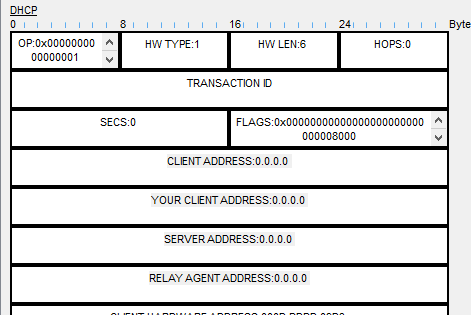 DHCP
0 8 16 24 Byte
OP:0x00000000 HW TYPE:1 HW LEN:6 HOPS:0
00000001
TRANSACTION ID
SECS:0 FLAGS:0x0000000000000000000000
000008000
CLIENT ADDRESS:0.0.0.0
YOUR CLIENT ADDRESS:0.0.0.0
SERVER ADDRESS:0.0.0.0
RELAY AGENT ADDRESS:0.0.0.0